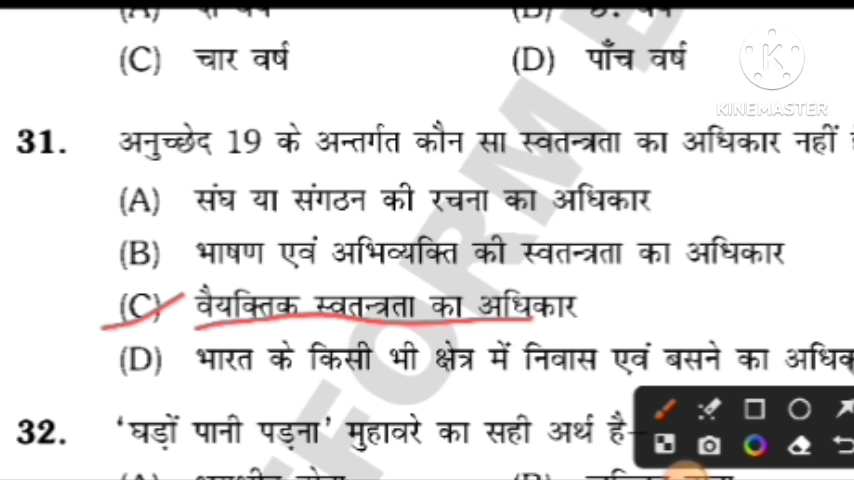 (C) चार वर्ष (D) पाँच वर्ष
KINEMASTER
31. अनुच्छेद 19 के अन्तर्गत कौन सा स्वतन्त्रता का अधिकार नहीं
(A) संघ या संगठन की रचना का अधिकार
(B) भाषण एवं अभिव्यक्ति की स्वतन्त्रता का अधिकार
(C) वैयक्तिक स्वतन्त्रता का अधिकार
(D) भारत के किसी भी क्षेत्र में निवास एवं बसने का
32. 'घड़ों पानी पड़ना' मुहावरे का सही अर्थ है–